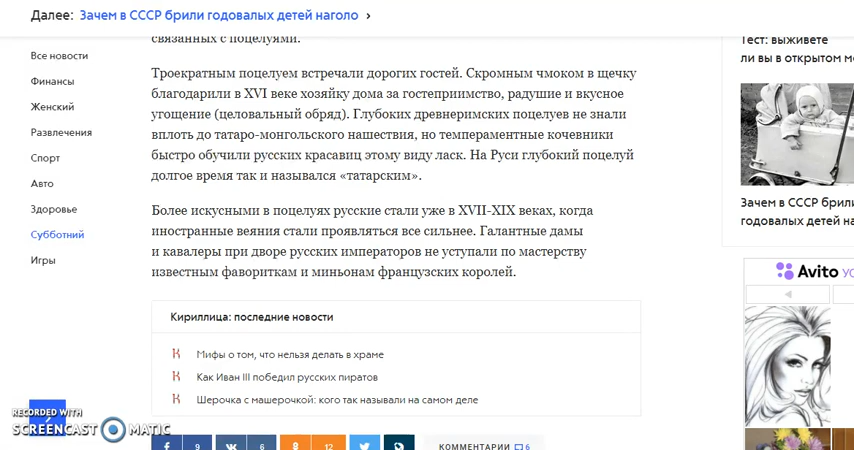 Далее: Зачем в СССР брили годовалых детей наголо ›
связанных с поцелуями.
Все новости
Финансы
Женский
Развлечения
Спорт
Авто
Здоровье
Субботний
Игры
Троекратным поцелуем встречали дорогих гостей. Скромным чмоком в щечку
благодарили в XVI веке хозяйку дома за гостеприимство, радушие и вкусное
угощение (целовальный обряд). Глубоких древнеримских поцелуев не знали
вплоть до татаро-монгольского нашествия, но темпераментные кочевники
быстро обучили русских красавиц этому виду ласк. На Руси глубокий поцелуй
долгое время так и назывался «татарским».
Более искусными в поцелуях русские стали уже в XVII-XIX веках, когда
иностранные веяния стали проявляться все сильнее. Галантные дамы
и кавалеры при дворе русских императоров не уступали по мастерству
известным фавориткам и миньонам французских королей.
Кириллица: последние новости
Мифы о том, что нельзя делать в храме
Как Иван III победил русских пиратов
Шерочка с машерочкой: кого так называли на самом деле
9
6
12
КОММЕНТАРИИ 6
Тест: выживете
ли вы в открытом
Зачем в СССР брили
годовалых детей
Avito
RECORDED WITH
SCREENCAST MATIC